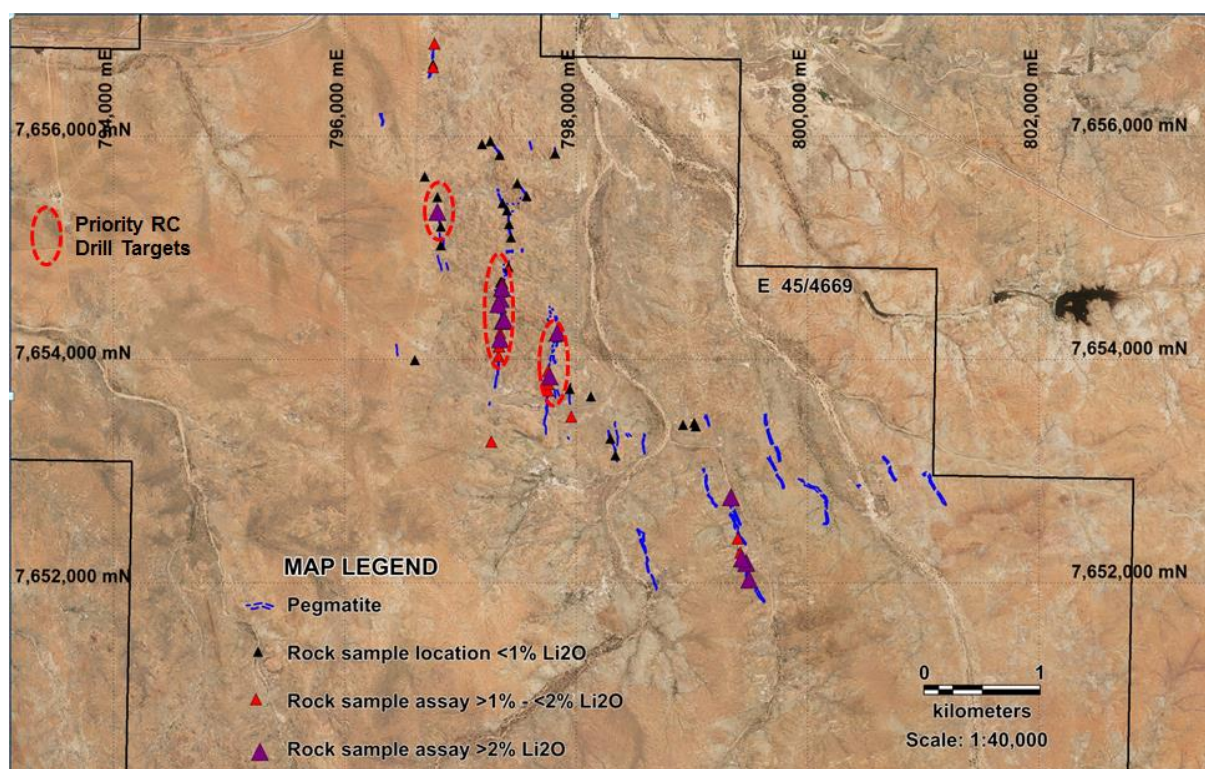 794,000 mE
796,000 mE
798,000 mE
800,000 mE
802,000 mE
7,656,000 mN
7,656,000 mN
Priority RC
Drill Targets
E 45/4669
7,654,000 mN
7,654,000 mN
7,652,000 mN
7,652,000 mN
MAP LEGEND
Pegmatite
Rock sample location <1% Li2O
Rock sample assay >1% - <2% Li2O
Rock sample assay >2% Li2O
0 1
kilometers
Scale: 1:40,000